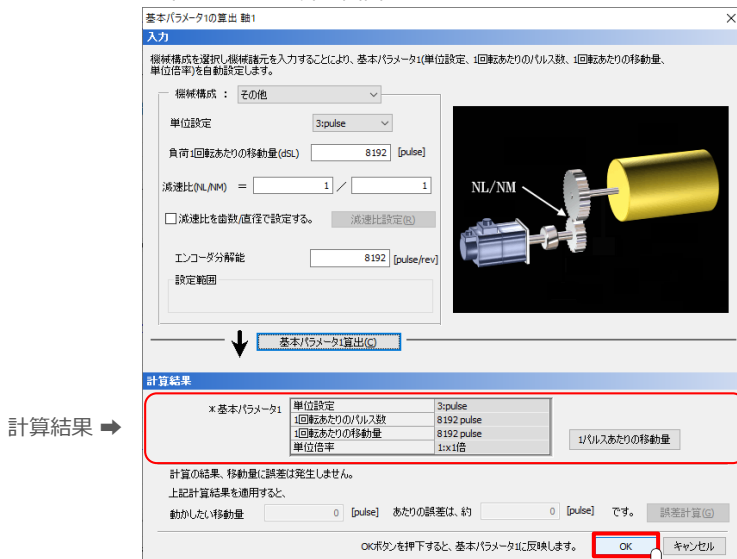 基本パラメータ1の算出 軸1
入力
機械構成を選択し機械諸元を入力することにより、基本パラメータ1(単位設定、1回転あたりのパルス数、1回転あたりの移動量、
単位倍率)を自動設定します。
機械構成 : その他
単位設定 3:pulse
負荷1回転あたりの移動量(dSL) 8192 [pulse]
減速比(NL/NM) = 1 / 1
NL/NM
減速比を歯数/直径で設定する。 減速比設定(R)
エンコーダ分解能 8192 [pulse/rev]
設定範囲
基本パラメータ1算出(C)
計算結果
計算結果 ➡
*基本パラメータ1
単位設定 3:pulse
1回転あたりのパルス数 8192 pulse
1回転あたりの移動量 8192 pulse
単位倍率 1:x1倍
1パルスあたりの移動量
計算の結果、移動量に誤差は発生しません。
上記計算結果を適用すると、
動かしたい移動量 0 [pulse] あたりの誤差は、約 0 [pulse] です。 誤差計算(G)
OKボタンを押下すると、基本パラメータ1に反映します。 OK キャンセル